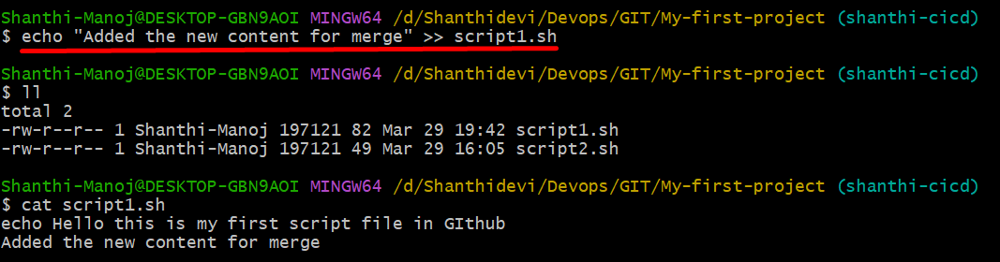 Shanthi-Manoj@DESKTOP-GBN9AOI MINGW64 /d/Shanthidevi/Devops/GIT/My-first-project (shanthi-cicd)
$ echo "Added the new content for merge" >> script1.sh
Shanthi-Manoj@DESKTOP-GBN9AOI MINGW64 /d/Shanthidevi/Devops/GIT/My-first-project (shanthi-cicd)
$ ll
total 2
-rw-r--r-- 1 Shanthi-Manoj 197121 82 Mar 29 19:42 script1.sh
-rw-r--r-- 1 Shanthi-Manoj 197121 49 Mar 29 16:05 script2.sh
Shanthi-Manoj@DESKTOP-GBN9AOI MINGW64 /d/Shanthidevi/Devops/GIT/My-first-project (shanthi-cicd)
$ cat script1.sh
echo Hello this is my first script file in GIthub
Added the new content for merge